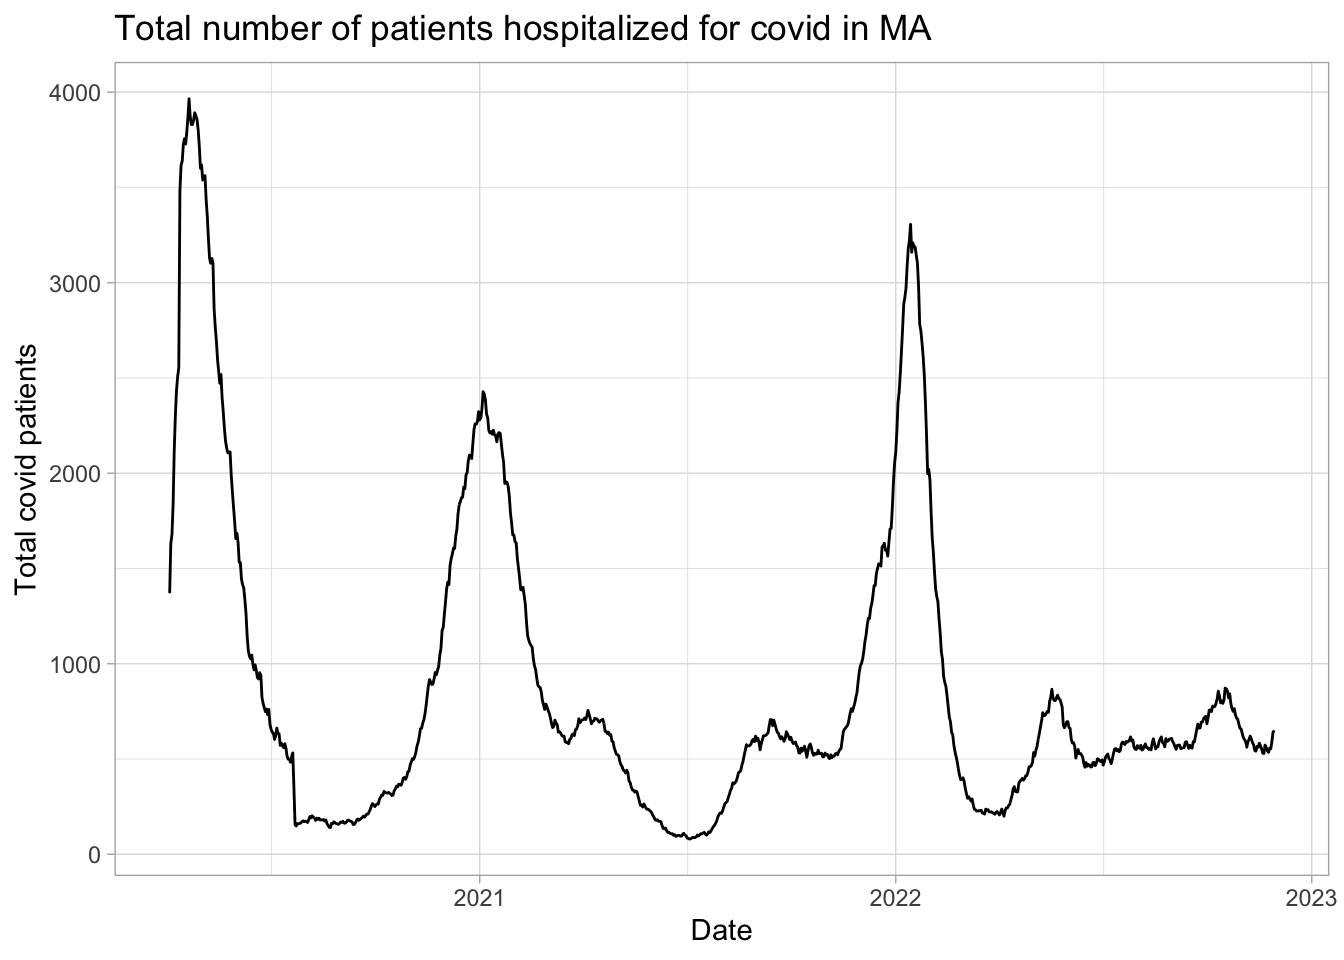 Total number of patients hospitalized for covid in MA
4000
3000
2000
1000
0
Total covid patients
2021
2022
2023
Date